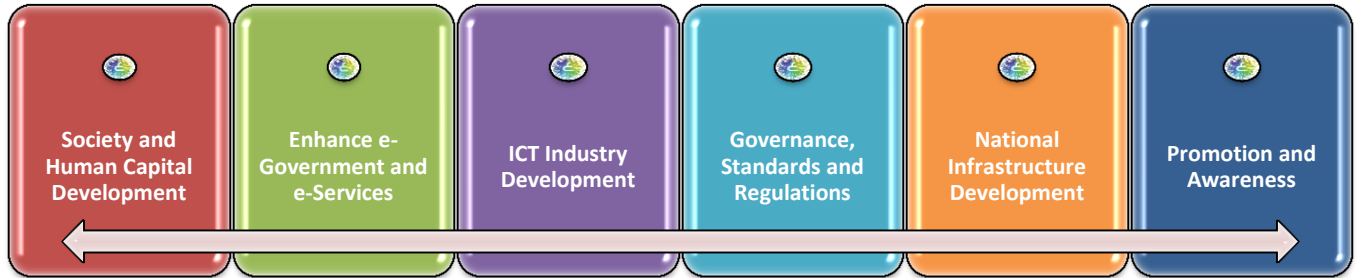 Society and
Human Capital
Development
Enhance e-
Government and
e-Services
ICT Industry
Development
Governance,
Standards and
Regulations
National
Infrastructure
Development
Promotion and
Awareness